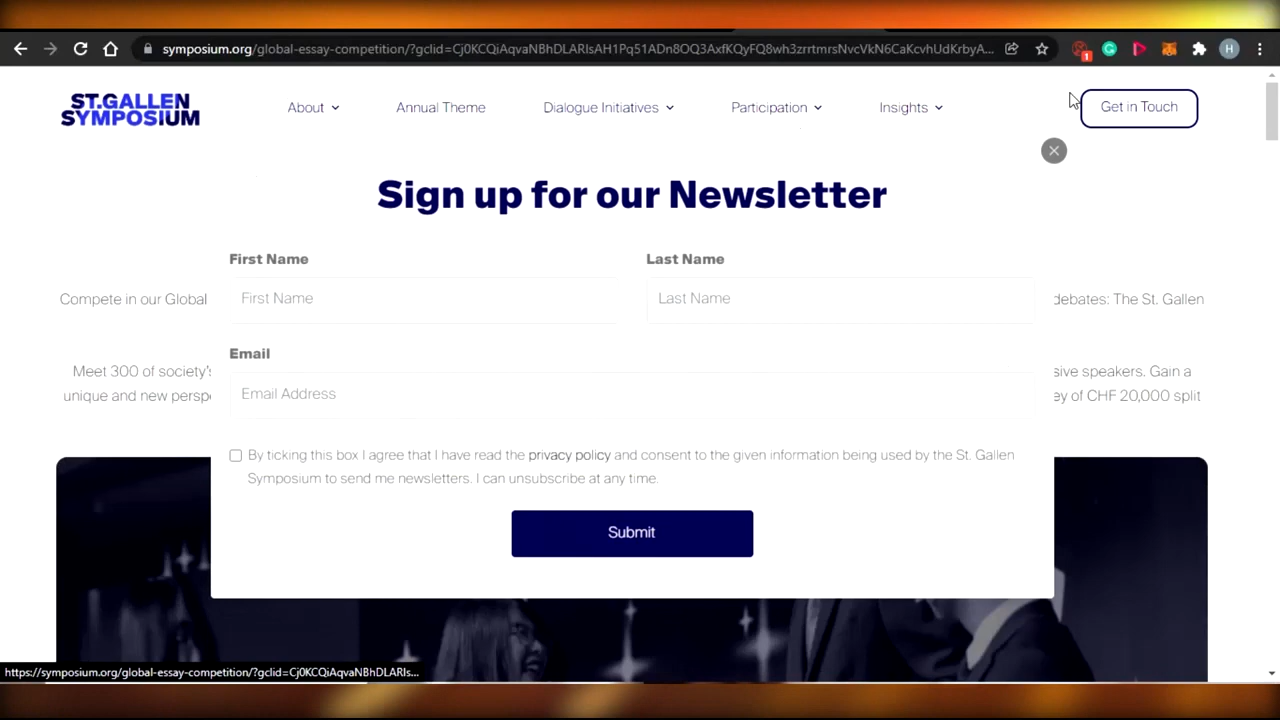 symposium.org/global-essay-competition/?gclid=Cj0KCQiAqvaNBhDLARIsAH1Pq51ADn8OQ3AxfKQyFQ8wh3zrrtmrsNvcVkN6CaKcvhUdKrbyA...
1
H
ST.GALLEN
SYMPOSIUM
About
Annual Theme
Dialogue Initiatives
Participation
Insights
Get in Touch
Sign up for our Newsletter
First Name
Last Name
First Name
Last Name
Compete in our Global
debates: The St. Gallen
Email
Meet 300 of society's
sive speakers. Gain a
Email Address
unique and new perspe
ey of CHF 20,000 split
By ticking this box I agree that I have read the privacy policy and consent to the given information being used by the St. Gallen
Symposium to send me newsletters. I can unsubscribe at any time.
Submit
https://symposium.org/global-essay-competition/?gclid=Cj0KCQiAqvaNBhDLARIs...